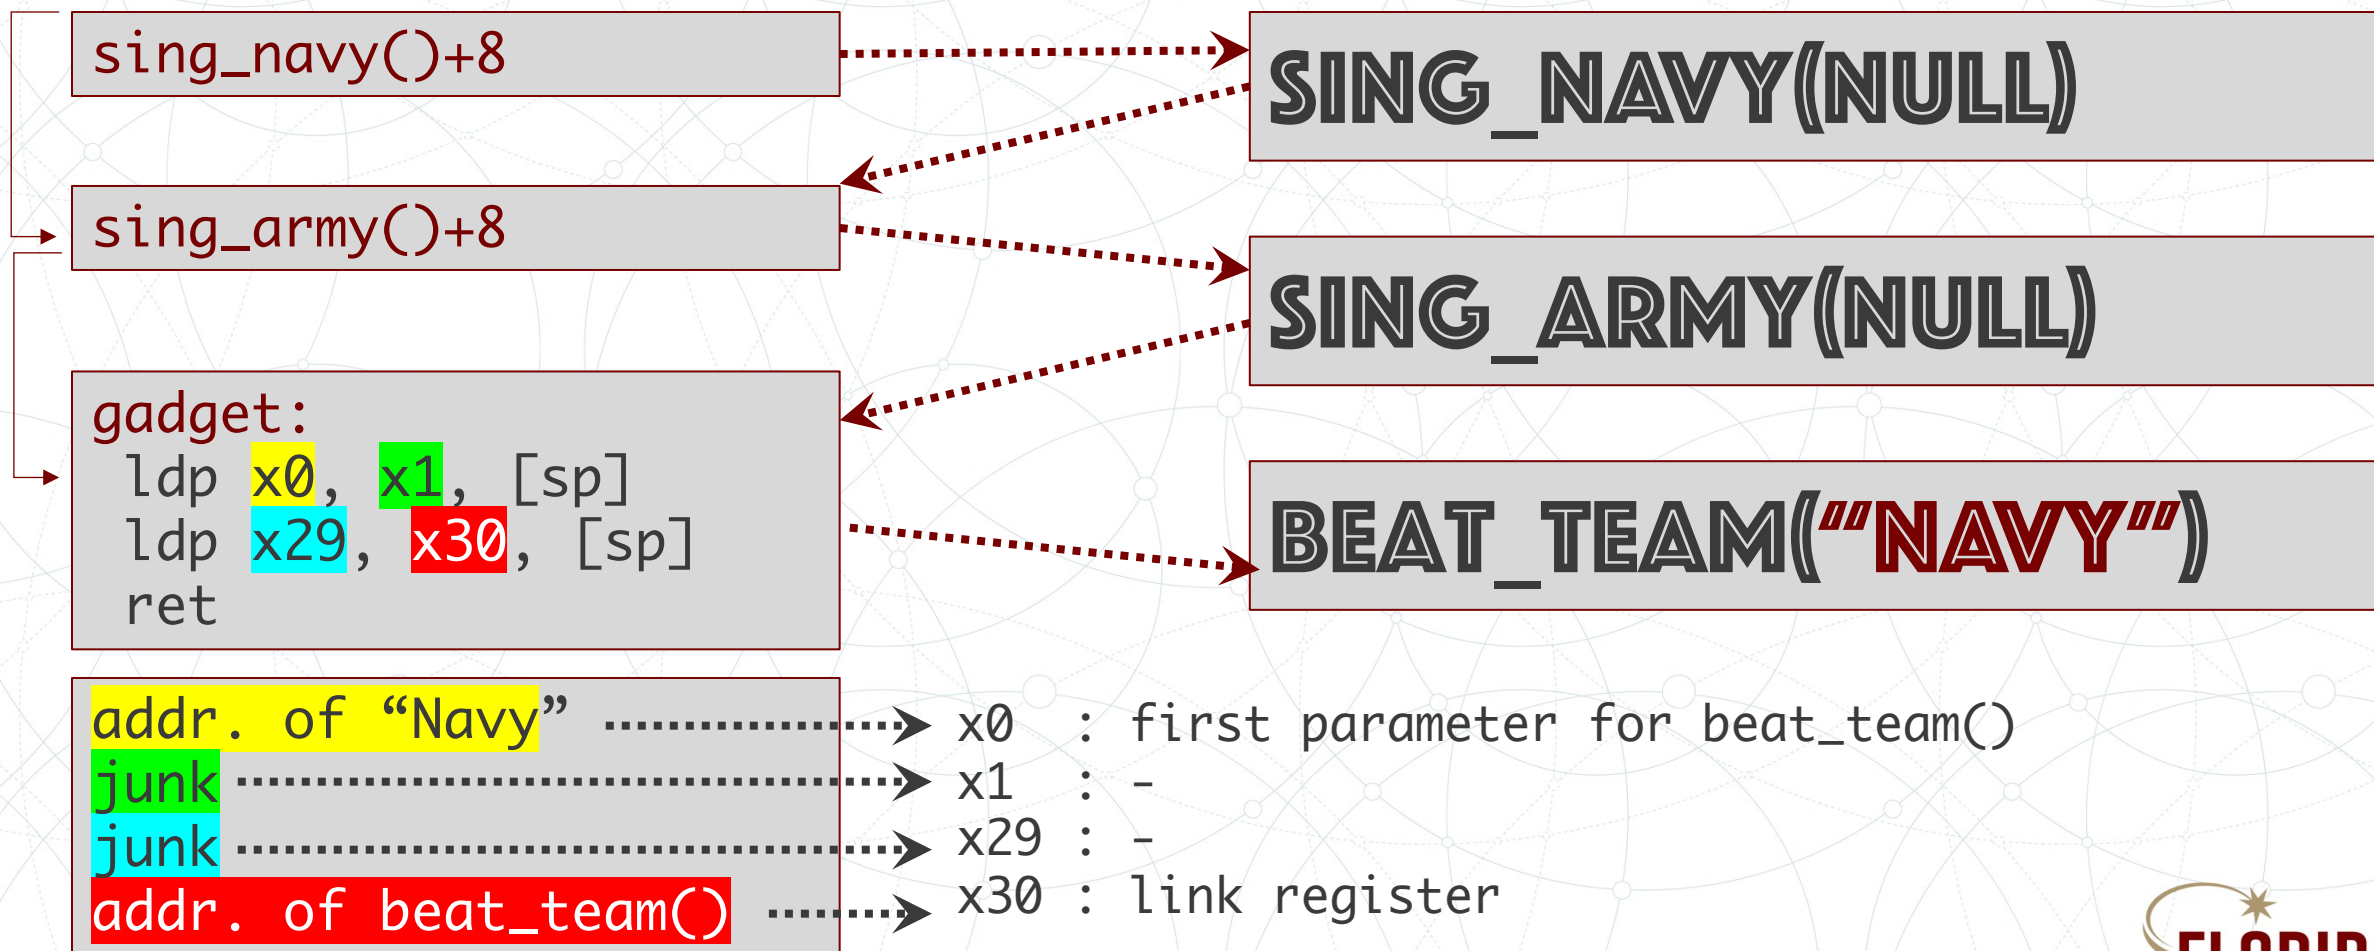 sing_navy()+8
SING_NAVY(NULL)
sing_army()+8
SING_ARMY(NULL)
gadget:
ldp x0, x1, [sp]
ldp x29, x30, [sp]
ret
BEAT_TEAM("NAVY")
addr. of “Navy”
x0 : first parameter for beat_team()
junk
x1 : -
junk
x29 : -
addr. of beat_team()
x30 : link register